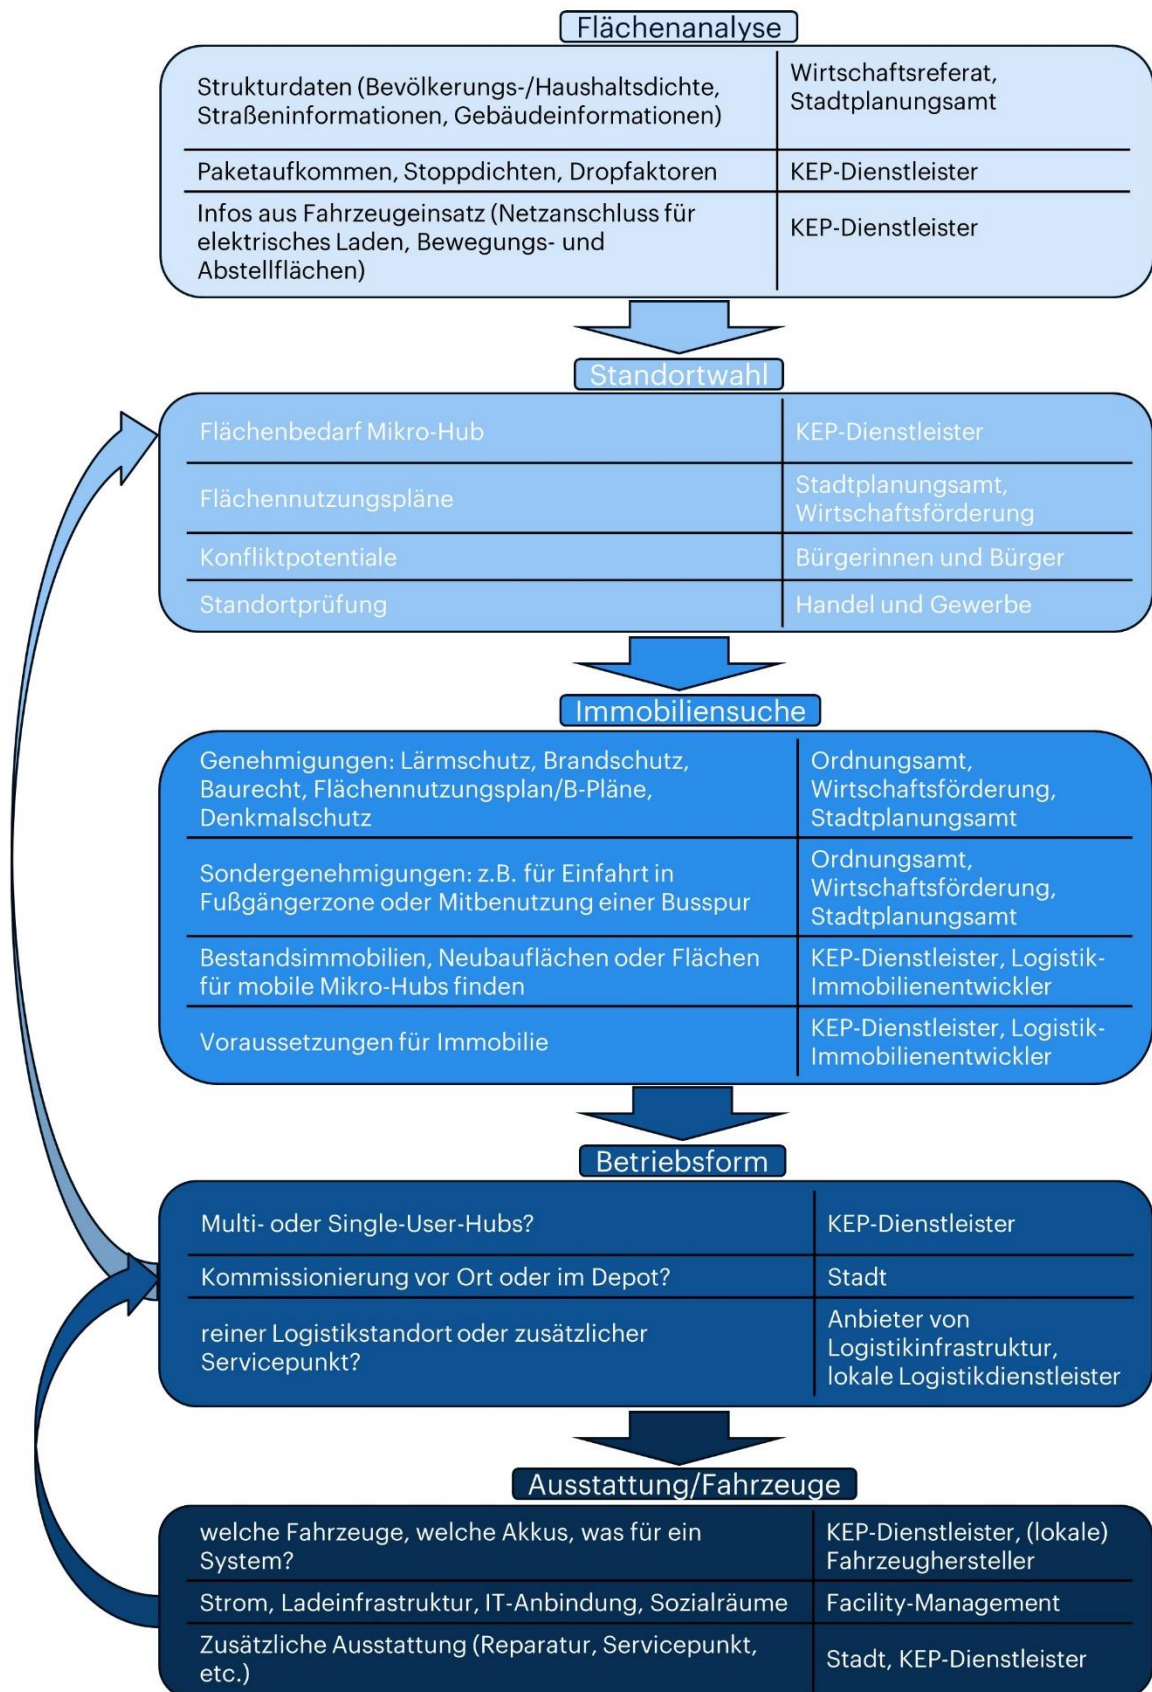 Flächenanalyse
Strukturdaten (Bevölkerungs-/Haushaltsdichte,
Straßeninformationen, Gebäudeinformationen)
Wirtschaftsreferat,
Stadtplanungsamt
Paketaufkommen, Stoppdichten, Dropfaktoren
KEP-Dienstleister
Infos aus Fahrzeugeinsatz (Netzanschluss für
elektrisches Laden, Bewegungs- und
Abstellflächen)
KEP-Dienstleister
Standortwahl
Flächenbedarf Mikro-Hub
KEP-Dienstleister
Flächennutzungspläne
Stadtplanungsamt,
Wirtschaftsförderung
Konfliktpotentiale
Bürgerinnen und Bürger
Standortprüfung
Handel und Gewerbe
Immobiliensuche
Genehmigungen: Lärmschutz, Brandschutz,
Baurecht, Flächennutzungsplan/B-Pläne,
Denkmalschutz
Ordnungsamt,
Wirtschaftsförderung,
Stadtplanungsamt
Sondergenehmigungen: z.B. für Einfahrt in
Fußgängerzone oder Mitbenutzung einer Busspur
Ordnungsamt,
Wirtschaftsförderung,
Stadtplanungsamt
Bestandsimmobilien, Neubauflächen oder Flächen
für mobile Mikro-Hubs finden
KEP-Dienstleister, Logistik-
Immobilienentwickler
Voraussetzungen für Immobilie
KEP-Dienstleister, Logistik-
Immobilienentwickler
Betriebsform
Multi- oder Single-User-Hubs?
KEP-Dienstleister
Kommissionierung vor Ort oder im Depot?
Stadt
reiner Logistikstandort oder zusätzlicher
Servicepunkt?
Anbieter von
Logistikinfrastruktur,
lokale Logistikdienstleister
Ausstattung/Fahrzeuge
welche Fahrzeuge, welche Akkus, was für ein
System?
KEP-Dienstleister, (lokale)
Fahrzeughersteller
Strom, Ladeinfrastruktur, IT-Anbindung, Sozialräume
Facility-Management
Zusätzliche Ausstattung (Reparatur, Servicepunkt,
etc.)
Stadt, KEP-Dienstleister